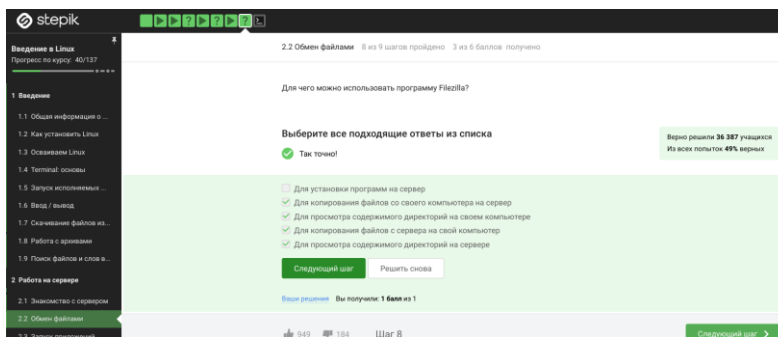 stepik
Введение в Linux
Прогресс по курсу: 40/137
1 Введение
1.1 Общая информация о ...
1.2 Как установить Linux
1.3 Осваиваем Linux
1.4 Terminal: основы
1.5 Запуск исполняемых ...
1.6 Ввод / вывод
1.7 Скачивание файлов из...
1.8 Работа с архивами
1.9 Поиск файлов и слов в...
2 Работа на сервере
2.1 Знакомство с сервером
2.2 Обмен файлами
2.3 Запуск приложений
2.2 Обмен файлами 8 из 9 шагов пройдено 3 из 6 баллов получено
Для чего можно использовать программу Filezilla?
Выберите все подходящие ответы из списка
Так точно!
Верно решили 36 387 учащихся
Из всех попыток 49% верных
Для установки программ на сервер
Для копирования файлов со своего компьютера на сервер
Для просмотра содержимого директорий на своем компьютере
Для копирования файлов с сервера на свой компьютер
Для просмотра содержимого директорий на сервере
Следующий шаг Решить снова
Ваши решения Вы получили: 1 балл из 1
949 184 Шаг 8 Следующий шаг